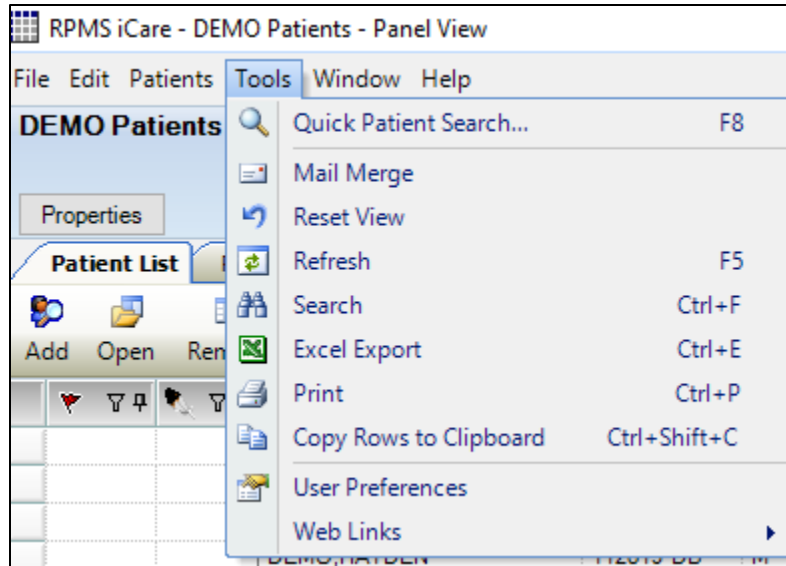 RPMS iCare - DEMO Patients - Panel View
File Edit Patients Tools Window Help
DEMO Patients
Properties
Patient List
Add Open
Quick Patient Search... F8
Mail Merge
Reset View
Refresh F5
Search Ctrl+F
Excel Export Ctrl+E
Print Ctrl+P
Copy Rows to Clipboard Ctrl+Shift+C
User Preferences
Web Links